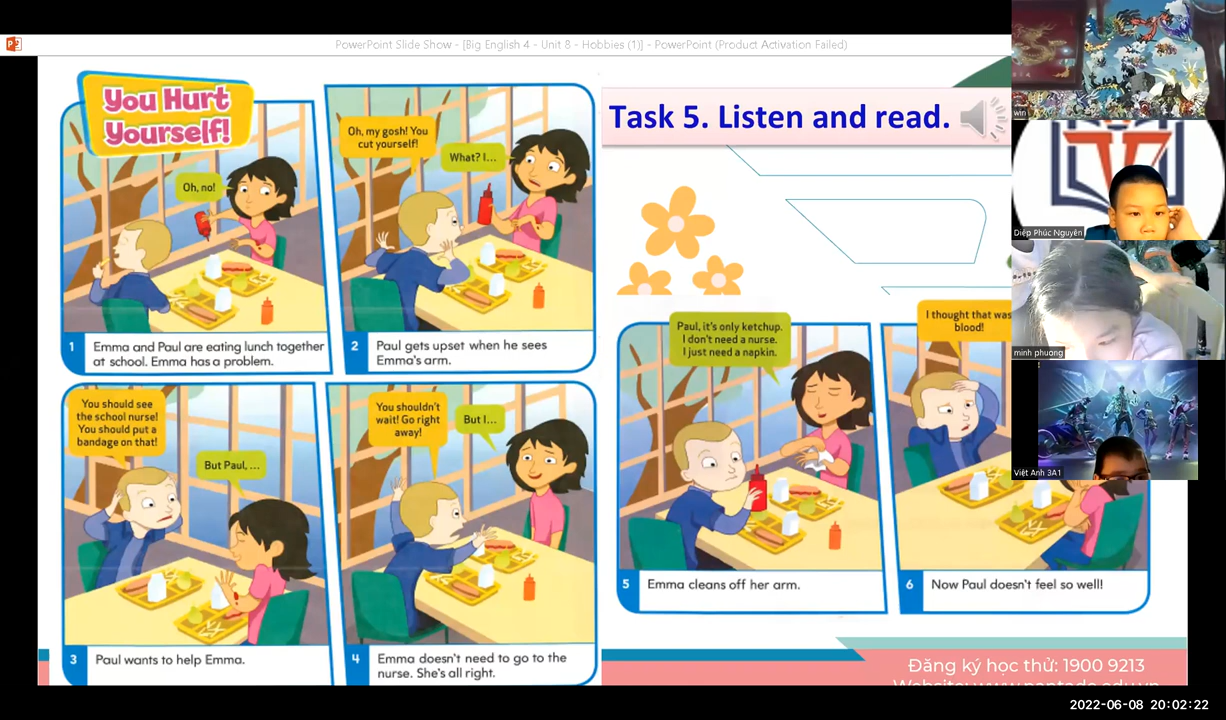 PowerPoint Slide Show - [Big English 4 - Unit 8 - Hobbies (1)] - PowerPoint (Product Activation Failed)
You Hurt
Yourself!
Oh, no!
1 Emma and Paul are eating lunch together
at school. Emma has a problem.
Oh, my gosh! You
cut yourself!
What? I...
2 Paul gets upset when he sees
Emma's arm.
You should see
the school nurse!
You should put a
bandage on that!
But Paul, ...
3 Paul wants to help Emma.
You shouldn't
wait! Go right
away!
But I...
4 Emma doesn't need to go to the
nurse. She's all right.
Task 5. Listen and read.
Paul, it's only ketchup.
I don't need a nurse.
I just need a napkin.
5 Emma cleans off her arm.
I thought that was
blood!
6 Now Paul doesn't feel so well!
Đăng ký học thử: 1900 9213
win
Diệp Phúc Nguyên
minh phuong
Việt Anh 3A1
2022-06-08 20:02:22